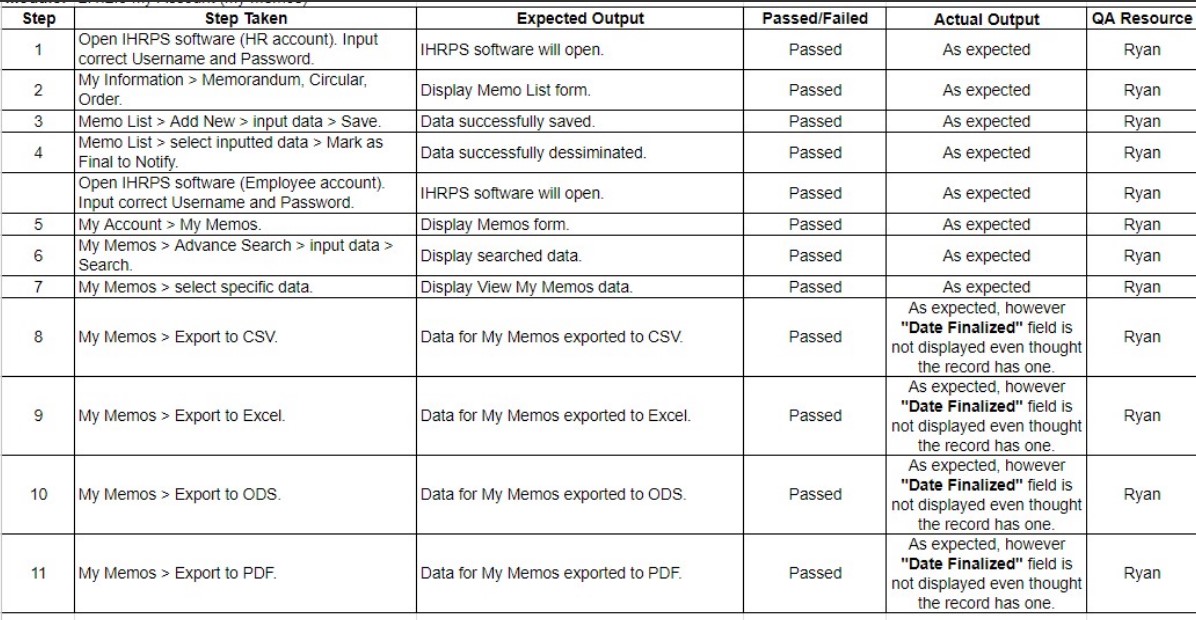 Step Step Taken Expected Output Passed/Failed Actual Output QA Resource
1 Open IHRPS software (HR account). Input correct Username and Password. IHRPS software will open. Passed As expected Ryan
2 My Information > Memorandum, Circular, Order. Display Memo List form. Passed As expected Ryan
3 Memo List > Add New > input data > Save. Data successfully saved. Passed As expected Ryan
4 Memo List > select inputted data > Mark as Final to Notify. Data successfully dessiminated. Passed As expected Ryan
Open IHRPS software (Employee account). Input correct Username and Password. IHRPS software will open. Passed As expected Ryan
5 My Account > My Memos. Display Memos form. Passed As expected Ryan
6 My Memos > Advance Search > input data > Search. Display searched data. Passed As expected Ryan
7 My Memos > select specific data. Display View My Memos data. Passed As expected Ryan
8 My Memos > Export to CSV. Data for My Memos exported to CSV. Passed As expected, however "Date Finalized" field is not displayed even thought the record has one. Ryan
9 My Memos > Export to Excel. Data for My Memos exported to Excel. Passed As expected, however "Date Finalized" field is not displayed even thought the record has one. Ryan
10 My Memos > Export to ODS. Data for My Memos exported to ODS. Passed As expected, however "Date Finalized" field is not displayed even thought the record has one. Ryan
11 My Memos > Export to PDF. Data for My Memos exported to PDF. Passed As expected, however "Date Finalized" field is not displayed even thought the record has one. Ryan